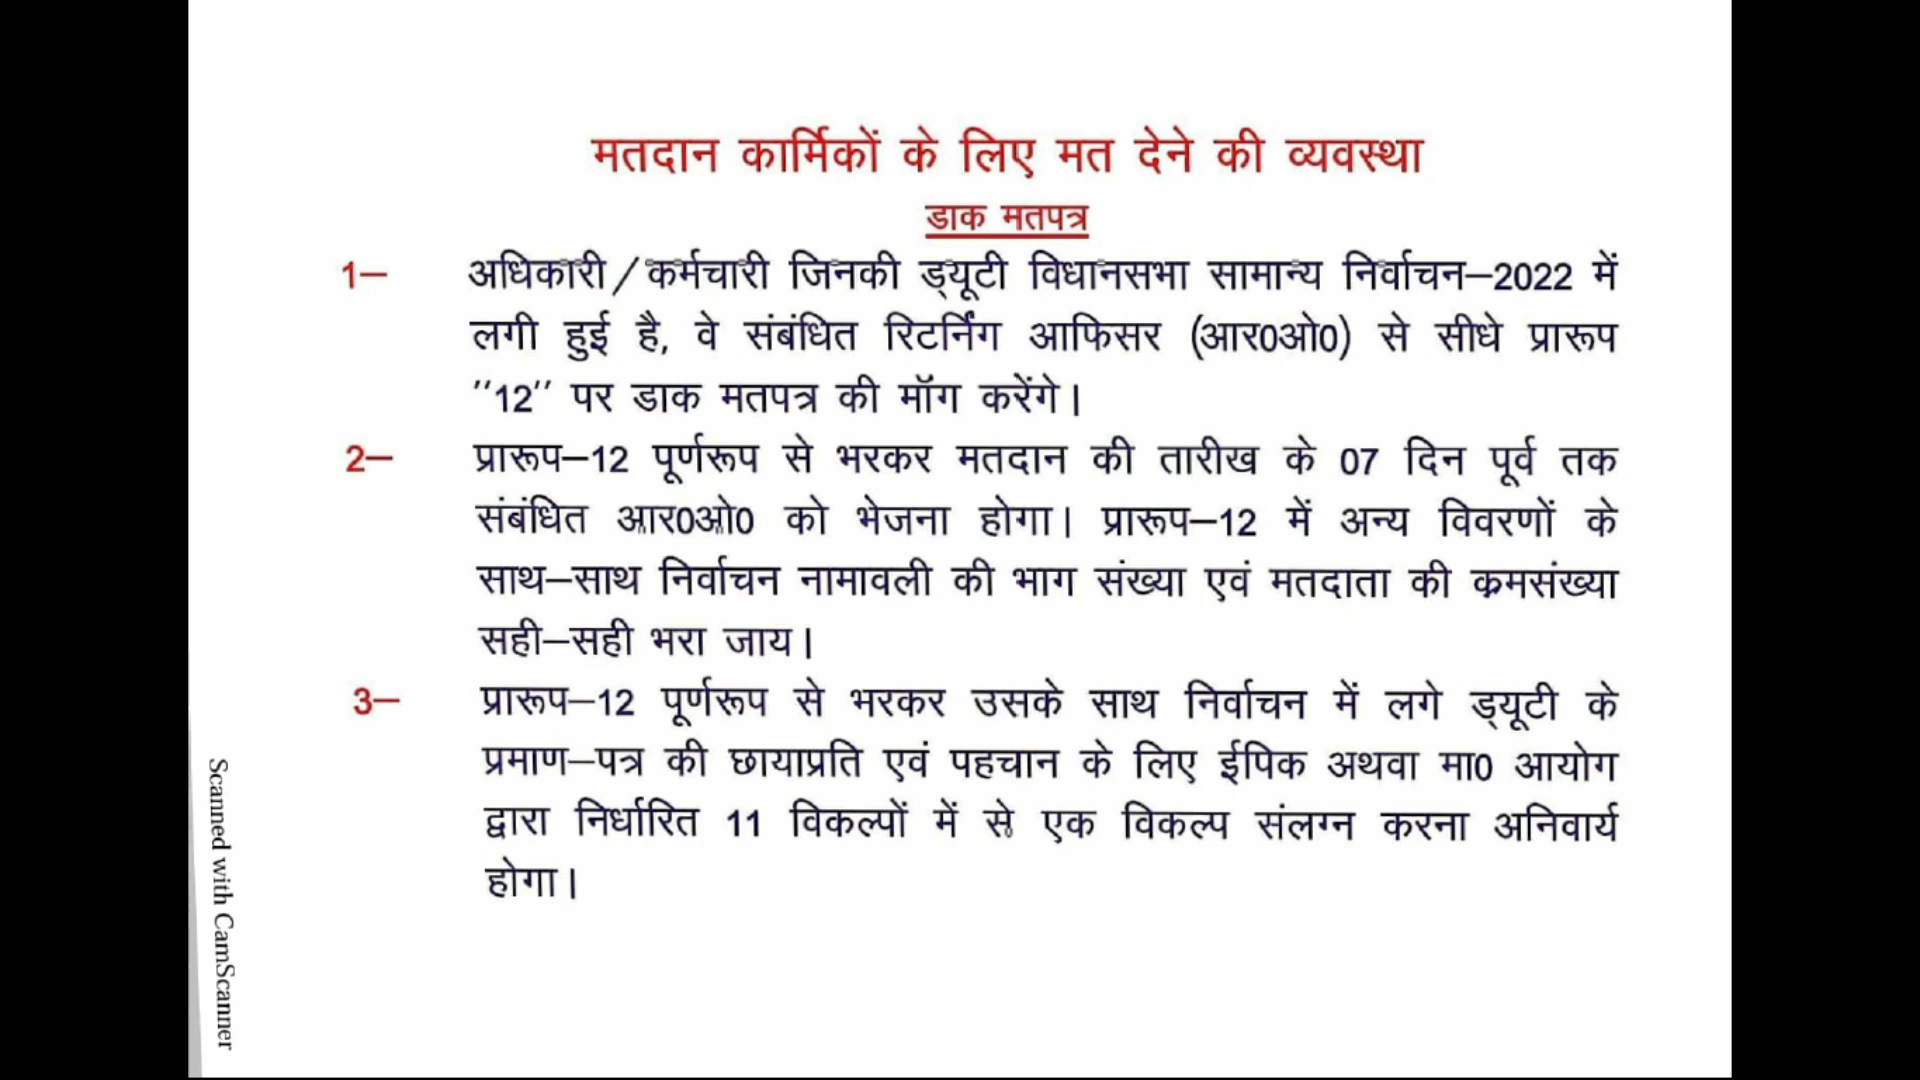 मतदान कार्मिकों के लिए मत देने की व्यवस्था
डाक मतपत्र
1– अधिकारी/कर्मचारी जिनकी ड्यूटी विधानसभा सामान्य निर्वाचन–2022 में
लगी हुई है, वे संबंधित रिटर्निंग आफिसर (आर0ओ0) से सीधे प्रारूप
''12'' पर डाक मतपत्र की मॉग करेंगे।
2– प्रारूप–12 पूर्णरूप से भरकर मतदान की तारीख के 07 दिन पूर्व तक
संबंधित आर0ओ0 को भेजना होगा। प्रारूप–12 में अन्य विवरणों के
साथ–साथ निर्वाचन नामावली की भाग संख्या एवं मतदाता की क्रमसंख्या
सही–सही भरा जाय।
3– प्रारूप–12 पूर्णरूप से भरकर उसके साथ निर्वाचन में लगे ड्यूटी के
प्रमाण–पत्र की छायाप्रति एवं पहचान के लिए ईपिक अथवा मा0 आयोग
द्वारा निर्धारित 11 विकल्पों में से एक विकल्प संलग्न करना अनिवार्य
होगा।
Scanned with CamScanner